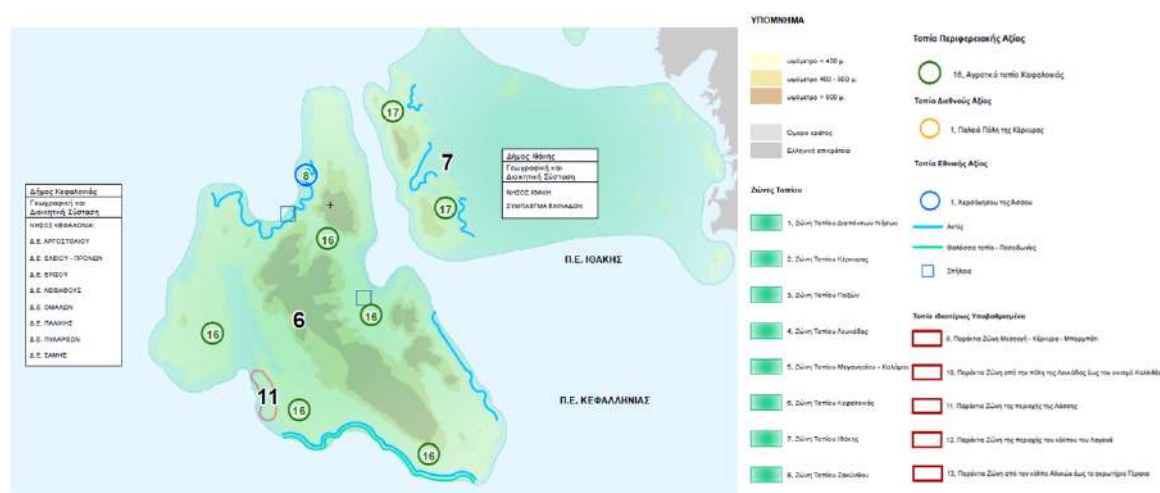 Δήμος Κεφαλονιάς
Γεωγραφική και
Διοικητική Σύσταση
ΝΗΣΟΣ ΚΕΦΑΛΟΝΙΑ:
Δ.Ε. ΑΡΓΟΣΤΟΛΙΟΥ
Δ.Ε. ΕΛΕΙΟΥ - ΠΡΟΝΩΝ
Δ.Ε. ΕΡΙΣΟΥ
Δ.Ε. ΛΕΙΒΑΘΟΥΣ
Δ.Ε. ΟΜΑΛΩΝ
Δ.Ε. ΠΑΛΙΚΗΣ
Δ.Ε. ΠΥΛΑΡΕΩΝ
Δ.Ε. ΣΑΜΗΣ
17
7
8
17
16
16
6
16
11
16
16
Δήμος Ιθάκης
Γεωγραφική και
Διοικητική Σύσταση
ΝΗΣΟΣ ΙΘΑΚΗ
ΣΥΜΠΛΕΓΜΑ ΕΧΙΝΑΔΩΝ
Π.Ε. ΙΘΑΚΗΣ
Π.Ε. ΚΕΦΑΛΛΗΝΙΑΣ
ΥΠΟΜΝΗΜΑ
υψόμετρο < 400 μ.
υψόμετρο 400 - 800 μ.
υψόμετρο > 800 μ.
Όμορο κράτος
Ελληνική επικράτεια
Ζώνες Τοπίου
1, Ζώνη Τοπίου Διαποντίων Νήσων
2, Ζώνη Τοπίου Κέρκυρας
3, Ζώνη Τοπίου Παξών
4, Ζώνη Τοπίου Λευκάδας
5, Ζώνη Τοπίου Μεγανησίου - Καλάμου
6, Ζώνη Τοπίου Κεφαλονιάς
7, Ζώνη Τοπίου Ιθάκης
8, Ζώνη Τοπίου Ζακύνθου
Τοπία Περιφερειακής Αξίας
16, Αγροτικό τοπίο Κεφαλονιάς
Τοπία Διεθνούς Αξίας
1, Παλαιά Πόλη της Κέρκυρας
Τοπία Εθνικής Αξίας
1, Χερσόνησος της Άσσου
Ακτές
Θαλάσσια τοπία - Ποσειδωνίες
Σπήλαια
Τοπία Ιδιαιτέρως Υποβαθμισμένα
9, Παράκτια Ζώνη Μεσογγή - Κέρκυρα - Μπαρμπάτι
10, Παράκτια Ζώνη από την πόλη της Λευκάδας έως τον οικισμό
11, Παράκτια Ζώνη της περιοχής της Λάσσης
12, Παράκτια Ζώνη της περιοχής του κόλπου του Λαγανά
13, Παράκτια Ζώνη από τον κόλπο Αλυκών έως το ακρωτήριο Γέρακα